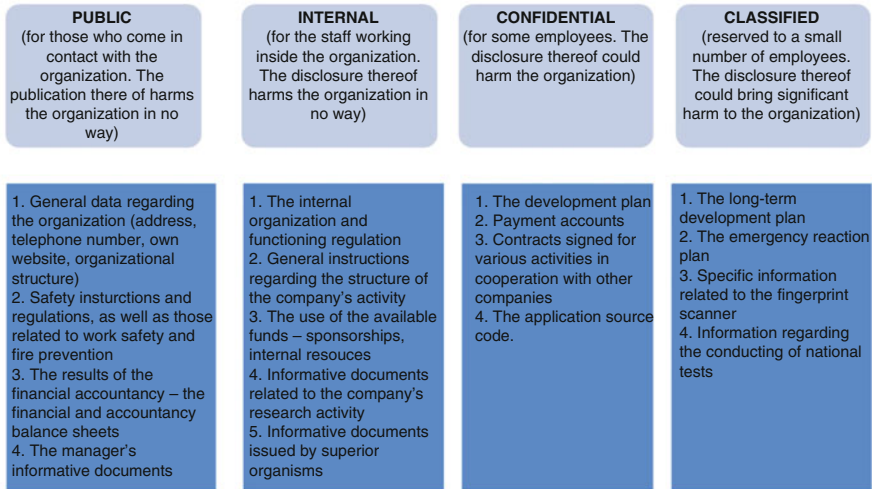 PUBLIC
(for those who come in
contact with the
organization. The
publication there of harms
the organization in no
way)
INTERNAL
(for the staff working
inside the organization.
The disclosure thereof
harms the organization in
no way)
CONFIDENTIAL
(for some employees. The
disclosure thereof could
harm the organization)
CLASSIFIED
(reserved to a small
number of employees.
The disclosure thereof
could bring significant
harm to the organization)
1. General data regarding
the organization (address,
telephone number, own
website, organizational
structure)
2. Safety insturctions and
regulations, as well as those
related to work safety and
fire prevention
3. The results of the
financial accountancy – the
financial and accountancy
balance sheets
4. The manager's
informative documents
1. The internal
organization and
functioning regulation
2. General instructions
regarding the structure of
the company's activity
3. The use of the available
funds – sponsorships,
internal resouces
4. Informative documents
related to the company's
research activity
5. Informative documents
issued by superior
organisms
1. The development plan
2. Payment accounts
3. Contracts signed for
various activities in
cooperation with other
companies
4. The application source
code.
1. The long-term
development plan
2. The emergency reaction
plan
3. Specific information
related to the fingerprint
scanner
4. Information regarding
the conducting of national
tests